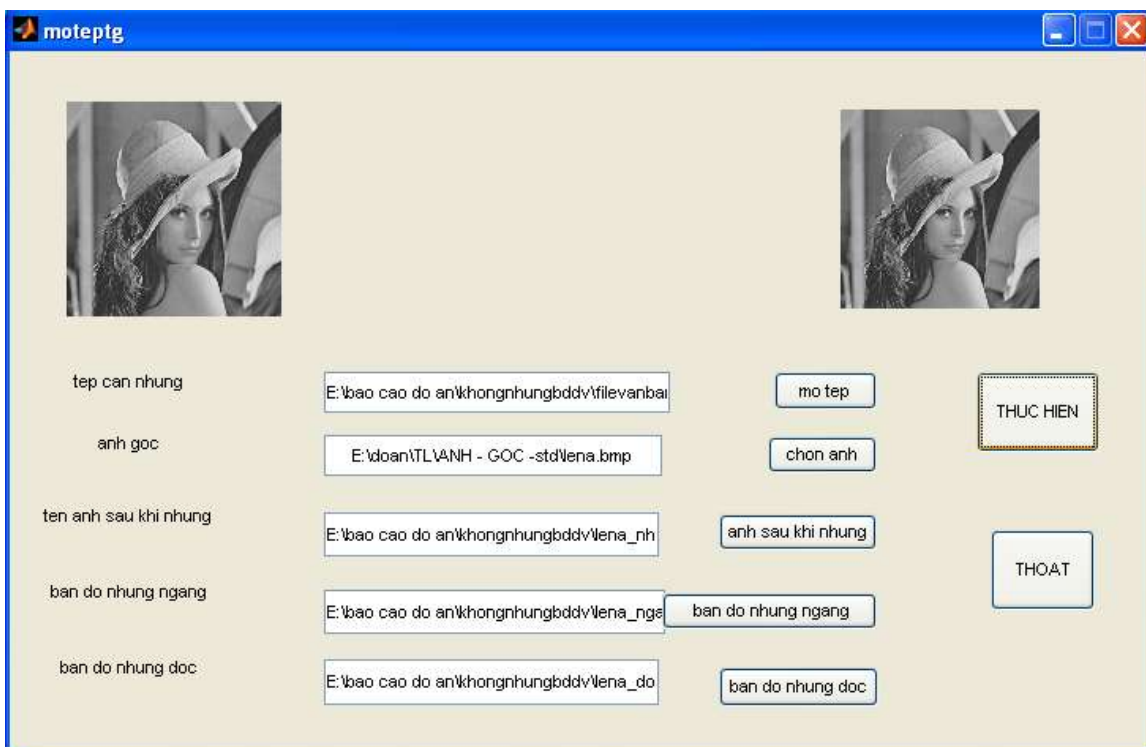 moteptg
tep can nhung
E:\bao cao do an\khongnhungbddv\filevanbai
mo tep
THUC HIEN
anh goc
E:\doan\TL\ANH - GOC -std\lena.bmp
chon anh
ten anh sau khi nhung
E:\bao cao do an\khongnhungbddv\lena_nh
anh sau khi nhung
THOAT
ban do nhung ngang
E:\bao cao do an\khongnhungbddv\lena_nga
ban do nhung ngang
ban do nhung doc
E:\bao cao do an\khongnhungbddv\lena_do
ban do nhung doc